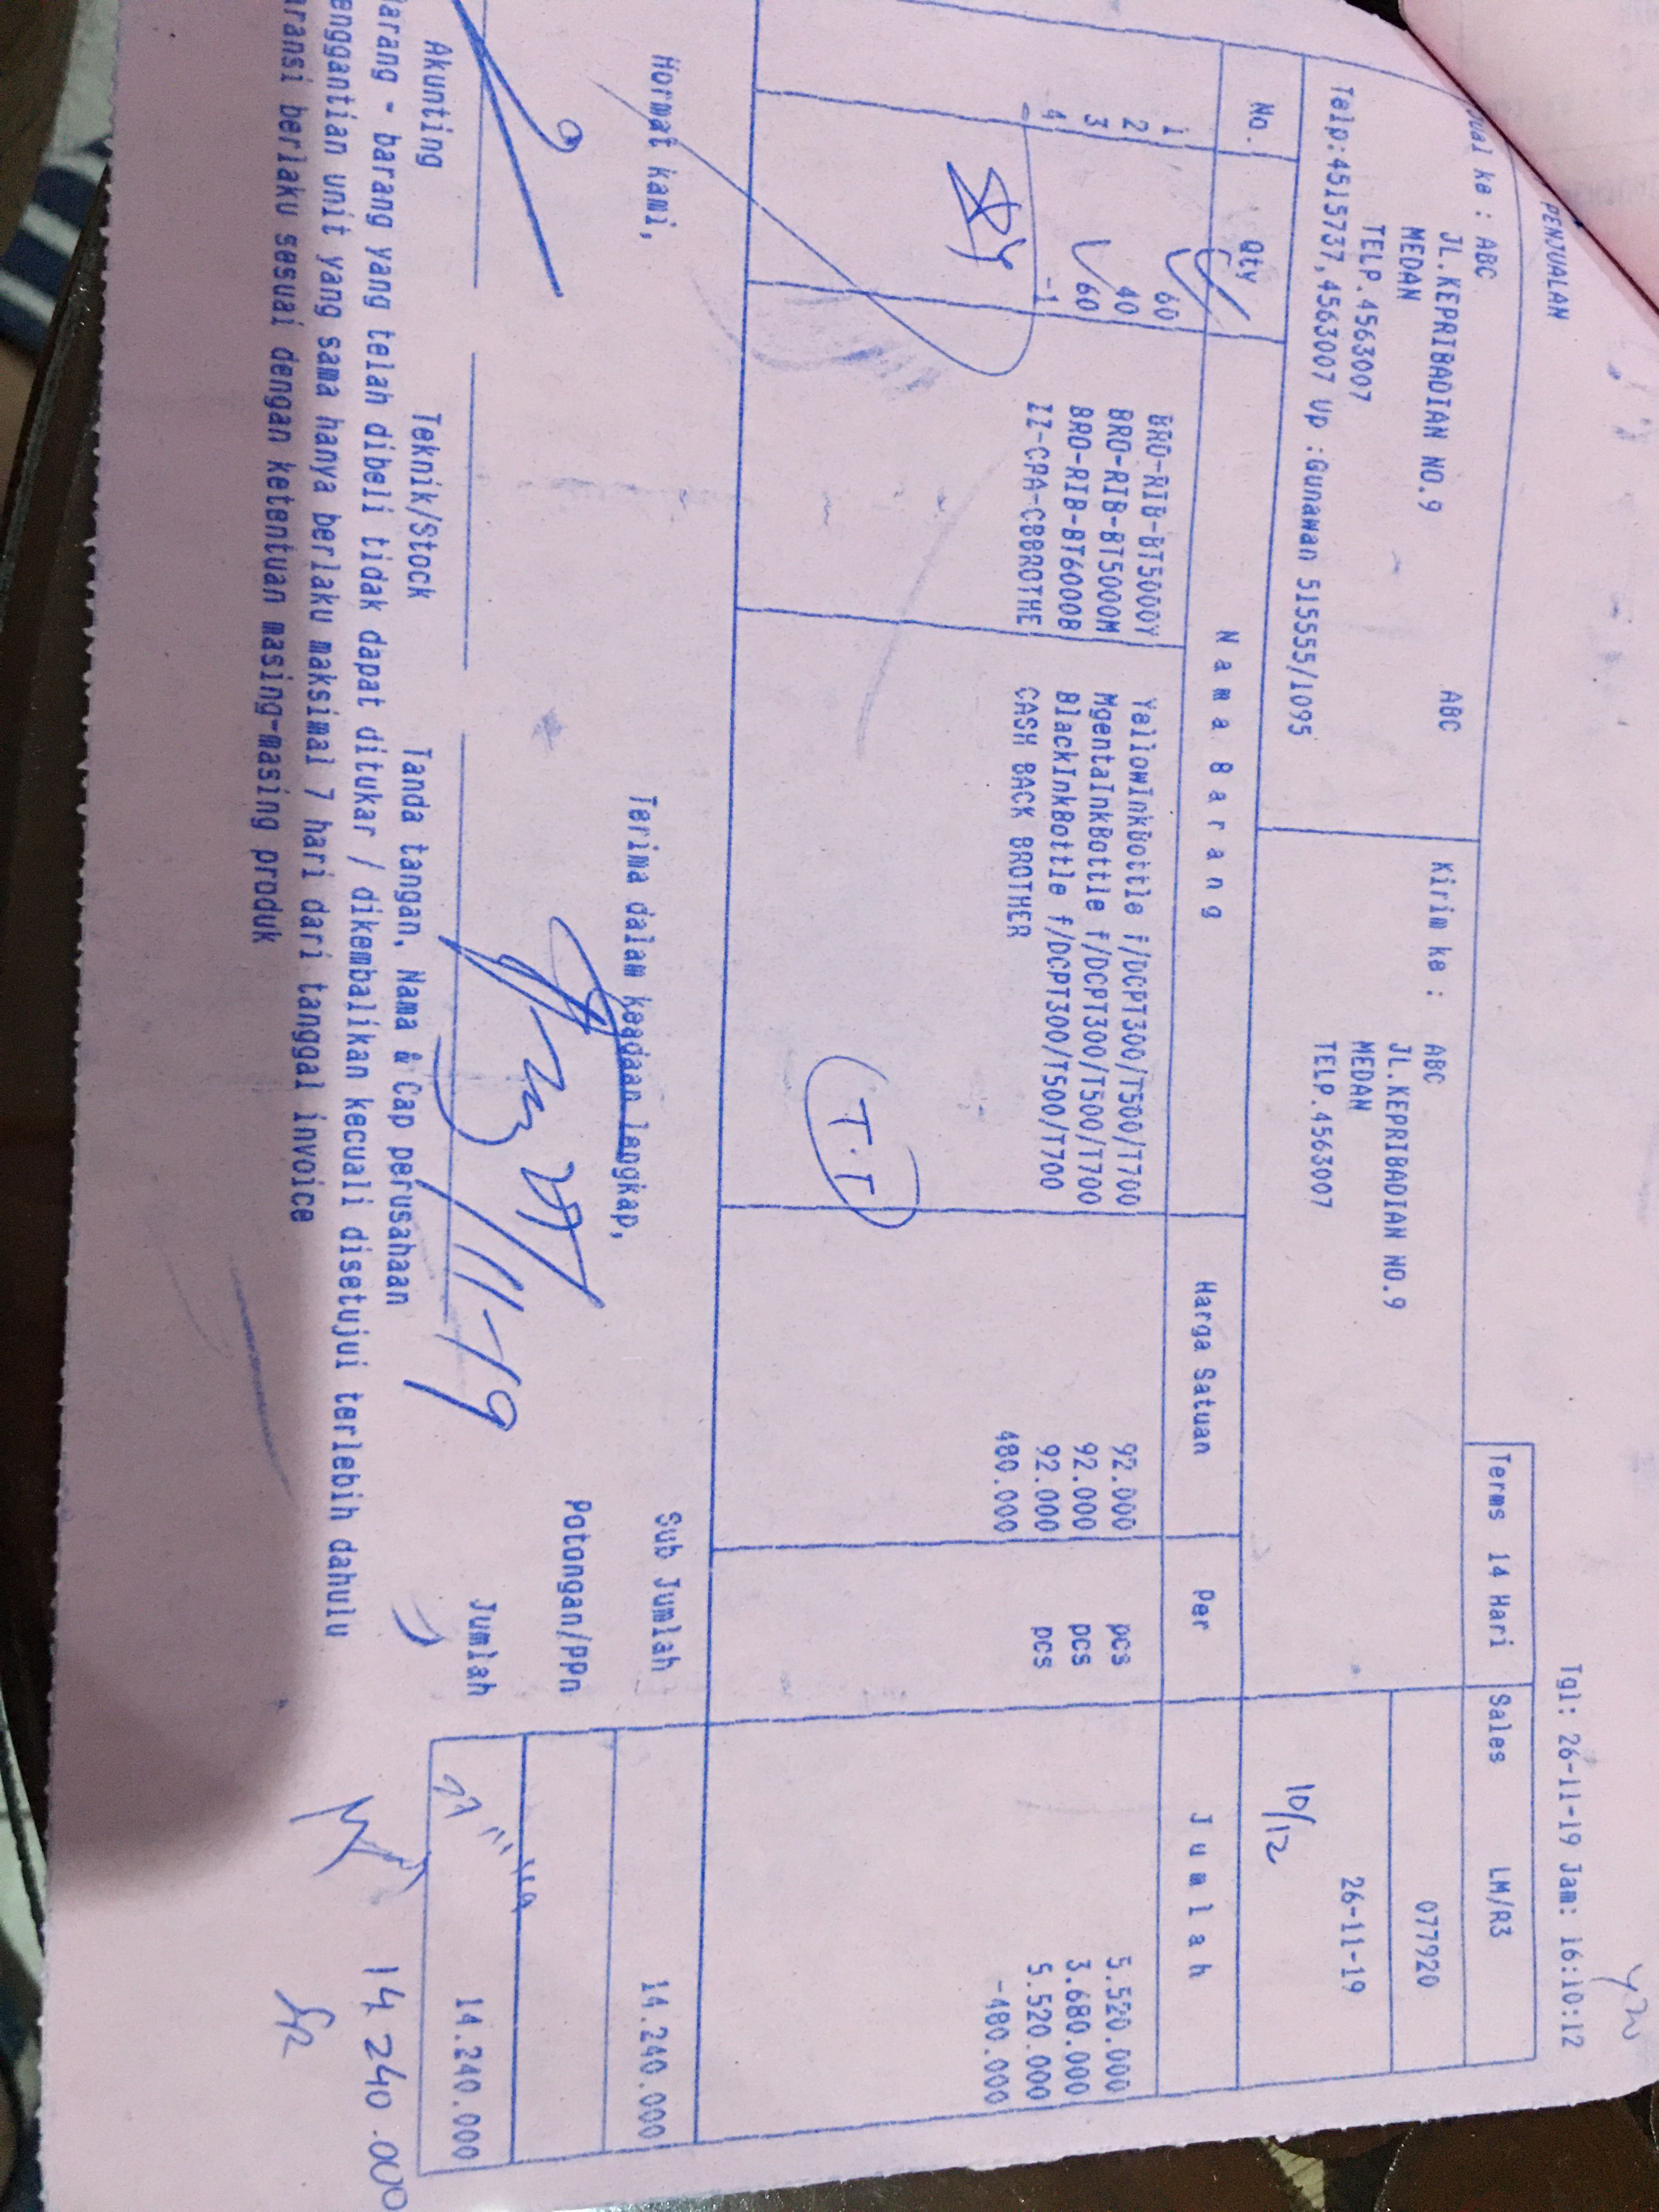 PENJUALAN
Tgl: 26-11-19 Jam: 16:10:12
ual ke : ABC ABC
JL.KEPRIBADIAN NO.9
MEDAN
TELP.4563007
Telp:4515737,4563007 Up :Gunawan 515555/1095
Kirim ke : ABC
JL.KEPRIBADIAN NO.9
MEDAN
TELP.4563007
Terms 14 Hari Sales LM/R3
077920
26-11-19
10/12
No. Qty Nama Barang Harga Satuan Per Jumlah
1 60 BRO-RIB-BT5000Y YellowInkBottle f/DCPT300/T500/T700 92.000 pcs 5.520.000
2 40 BRO-RIB-BT5000M MgentaInkBottle f/DCPT300/T500/T700 92.000 pcs 3.680.000
3 60 BRO-RIB-BT6000B BlackInkBottle f/DCPT300/T500/T700 92.000 pcs 5.520.000
4 -1 ZZ-CPA-CBBROTHE CASH BACK BROTHER 480.000 -480.000
T.T
Hormat kami, Terima dalam keadaan lengkap, Sub Jumlah 14.240.000
Potongan/PPn
Jumlah 14.240.000
11-19
Akunting Teknik/Stock Tanda tangan, Nama & Cap perusahaan
14 240.000
arang - barang yang telah dibeli tidak dapat ditukar / dikembalikan kecuali disetujui terlebih dahulu
enggantian unit yang sama hanya berlaku maksimal 7 hari dari tanggal invoice
ransi berlaku sesuai dengan ketentuan masing-masing produk